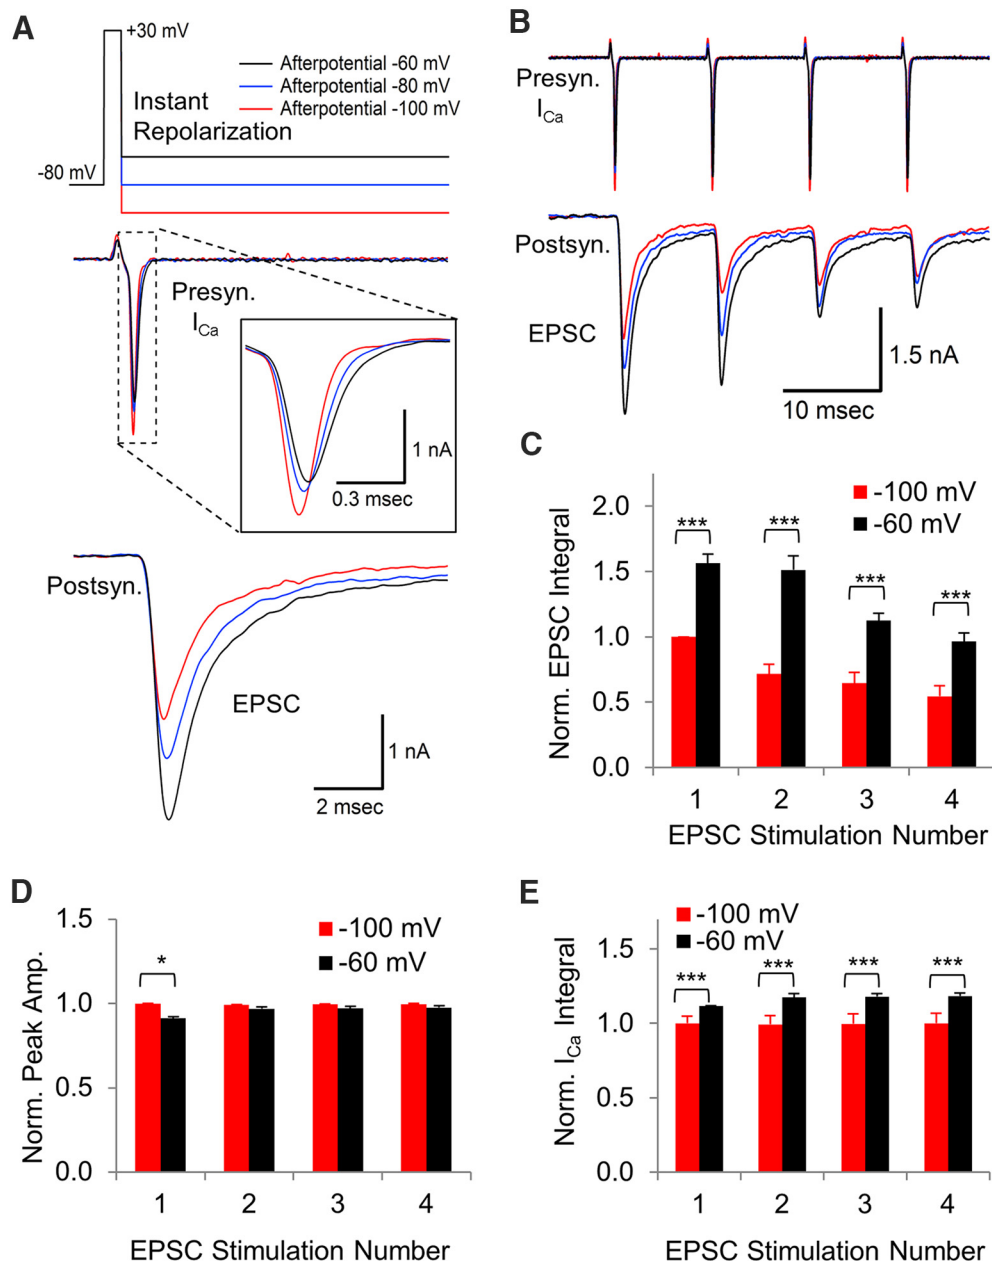 A
+30 mV
Afterpotential -60 mV
Afterpotential -80 mV
Afterpotential -100 mV
Instant
Repolarization
-80 mV
Presyn.
ICa
1 nA
0.3 msec
Postsyn.
EPSC
1 nA
2 msec
B
Presyn.
ICa
Postsyn.
EPSC
1.5 nA
10 msec
C
Norm. EPSC Integral
2.0
1.5
1.0
0.5
0.0
-100 mV
-60 mV
***
***
***
***
1 2 3 4
EPSC Stimulation Number
D
Norm. Peak Amp.
1.5
1.0
0.5
0.0
-100 mV
-60 mV
*
1 2 3 4
EPSC Stimulation Number
E
Norm. ICa Integral
1.5
1.0
0.5
0.0
-100 mV
-60 mV
***
***
***
***
1 2 3 4
EPSC Stimulation Number